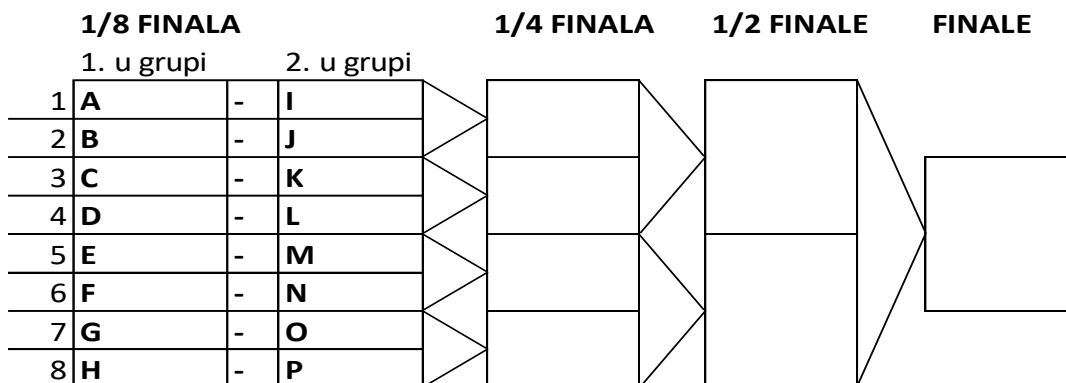 1/8 FINALA 1/4 FINALA 1/2 FINALE FINALE
1. u grupi 2. u grupi
1 A - I
2 B - J
3 C - K
4 D - L
5 E - M
6 F - N
7 G - O
8 H - P